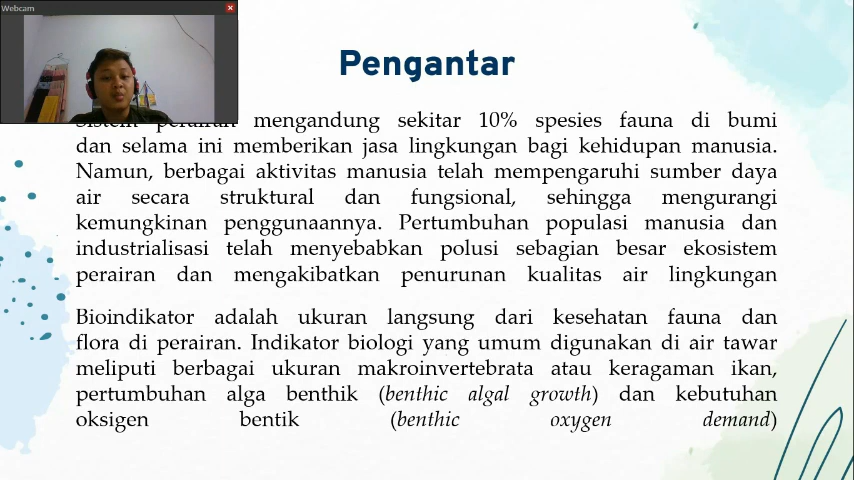 Webcam
Pengantar
Sistem perairan mengandung sekitar 10% spesies fauna di bumi
dan selama ini memberikan jasa lingkungan bagi kehidupan manusia.
Namun, berbagai aktivitas manusia telah mempengaruhi sumber daya
air secara struktural dan fungsional, sehingga mengurangi
kemungkinan penggunaannya. Pertumbuhan populasi manusia dan
industrialisasi telah menyebabkan polusi sebagian besar ekosistem
perairan dan mengakibatkan penurunan kualitas air lingkungan
Bioindikator adalah ukuran langsung dari kesehatan fauna dan
flora di perairan. Indikator biologi yang umum digunakan di air tawar
meliputi berbagai ukuran makroinvertebrata atau keragaman ikan,
pertumbuhan alga benthik (benthic algal growth) dan kebutuhan
oksigen bentik (benthic oxygen demand)